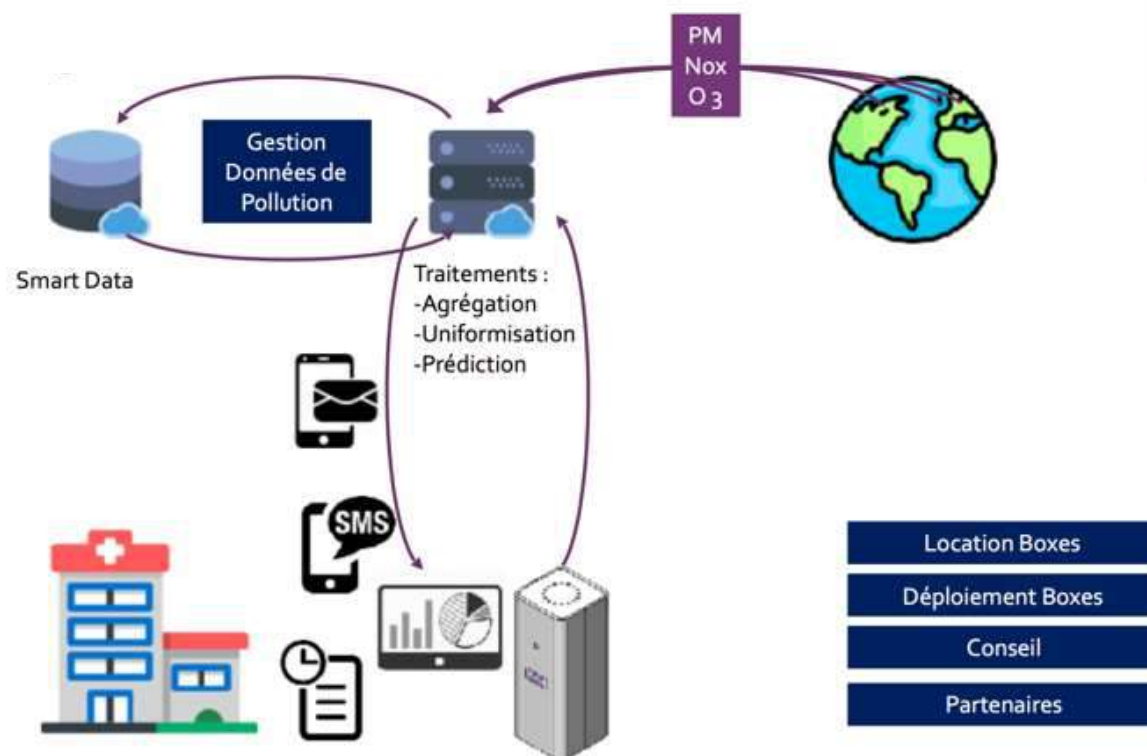 PM
Nox
O 3
Gestion
Données de
Pollution
Smart Data
Traitements :
-Agrégation
-Uniformisation
-Prédiction
SMS
Location Boxes
Déploiement Boxes
Conseil
Partenaires